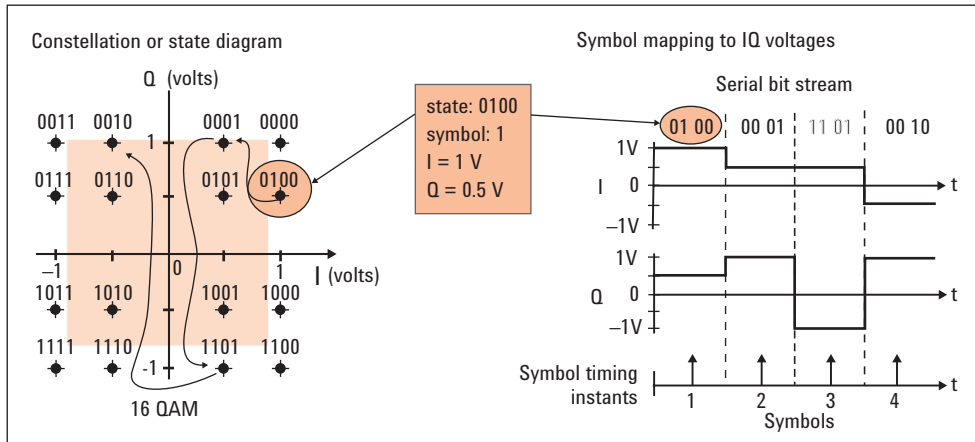 Constellation or state diagram
Q (volts)
0011 0010 0001 0000
1
0111 0110 0101 0100
–1 0 1 I (volts)
1011 1010 1001 1000
1111 1110 1101 1100
-1
16 QAM
state: 0100
symbol: 1
I = 1 V
Q = 0.5 V
Symbol mapping to IQ voltages
Serial bit stream
01 00 00 01 11 01 00 10
1V
I 0 t
–1V
1V
Q 0 t
–1V
Symbol timing
instants
t
1 2 3 4
Symbols